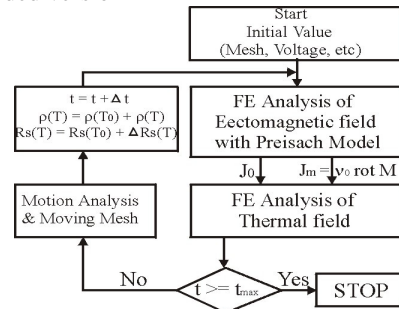 Start
Initial Value
(Mesh, Voltage, etc)
t = t + Δ t
ρ(T) = ρ(T0) + ρ(T)
Rs(T) = Rs(T0) + ΔRs(T)
FE Analysis of
Eectomagnetic field
with Preisach Model
J0
Jm = ν0 rot M
Motion Analysis
& Moving Mesh
FE Analysis of
Thermal field
No
t >= tmax
Yes
STOP